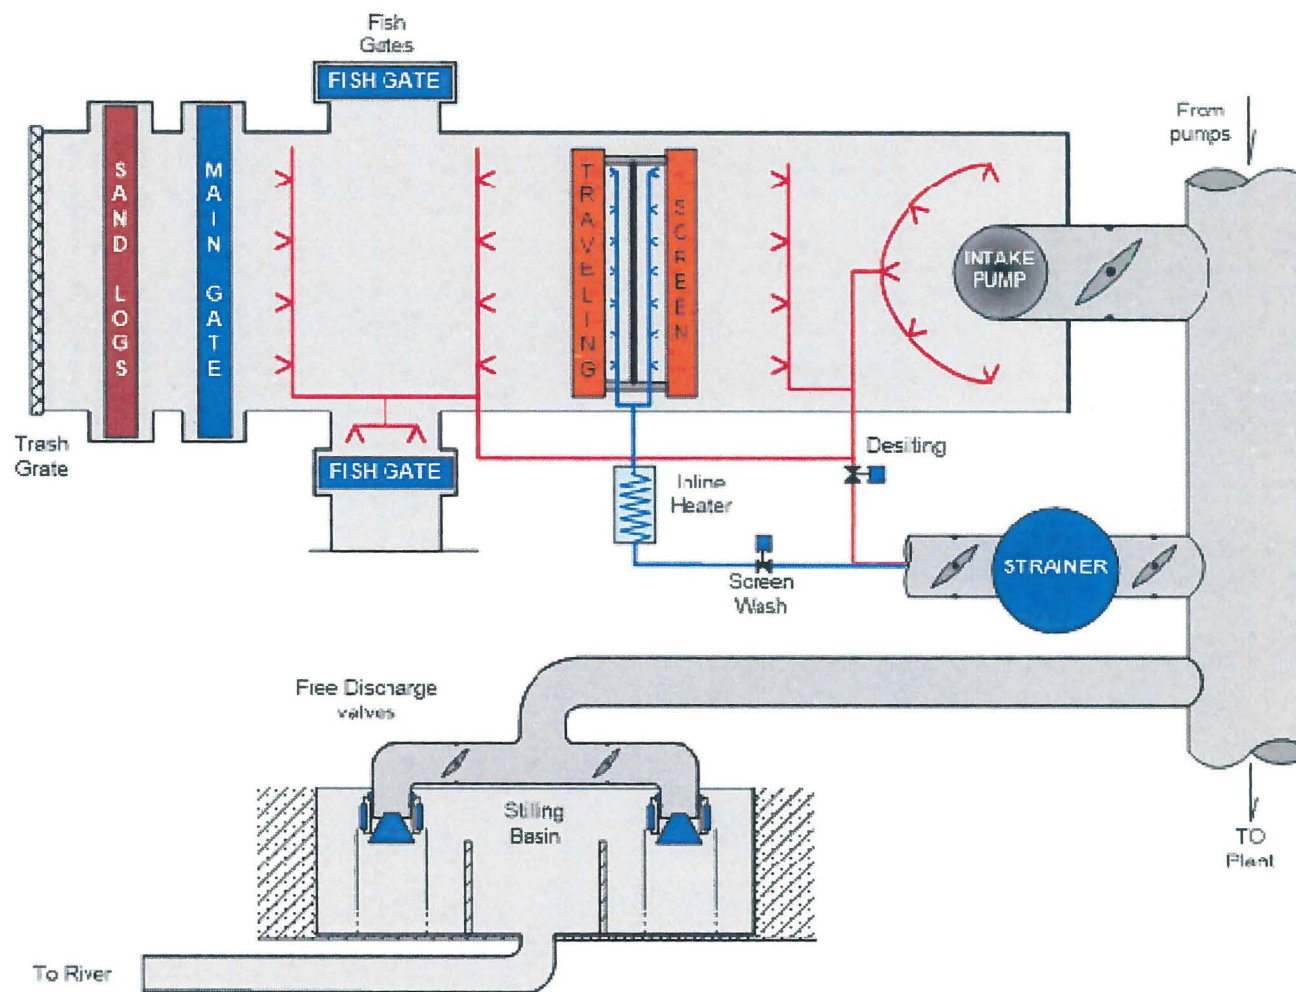 Fish
Gates
FISH GATE
From
pumps
SAND LOGS
MAIN GATE
TRAVELING
SCREEN
INTAKE
PUMP
Trash
Grate
FISH GATE
Inline
Heater
Desilting
Screen
Wash
STRAINER
Free Discharge
valves
Stilling
Basin
TO
Plant
To River